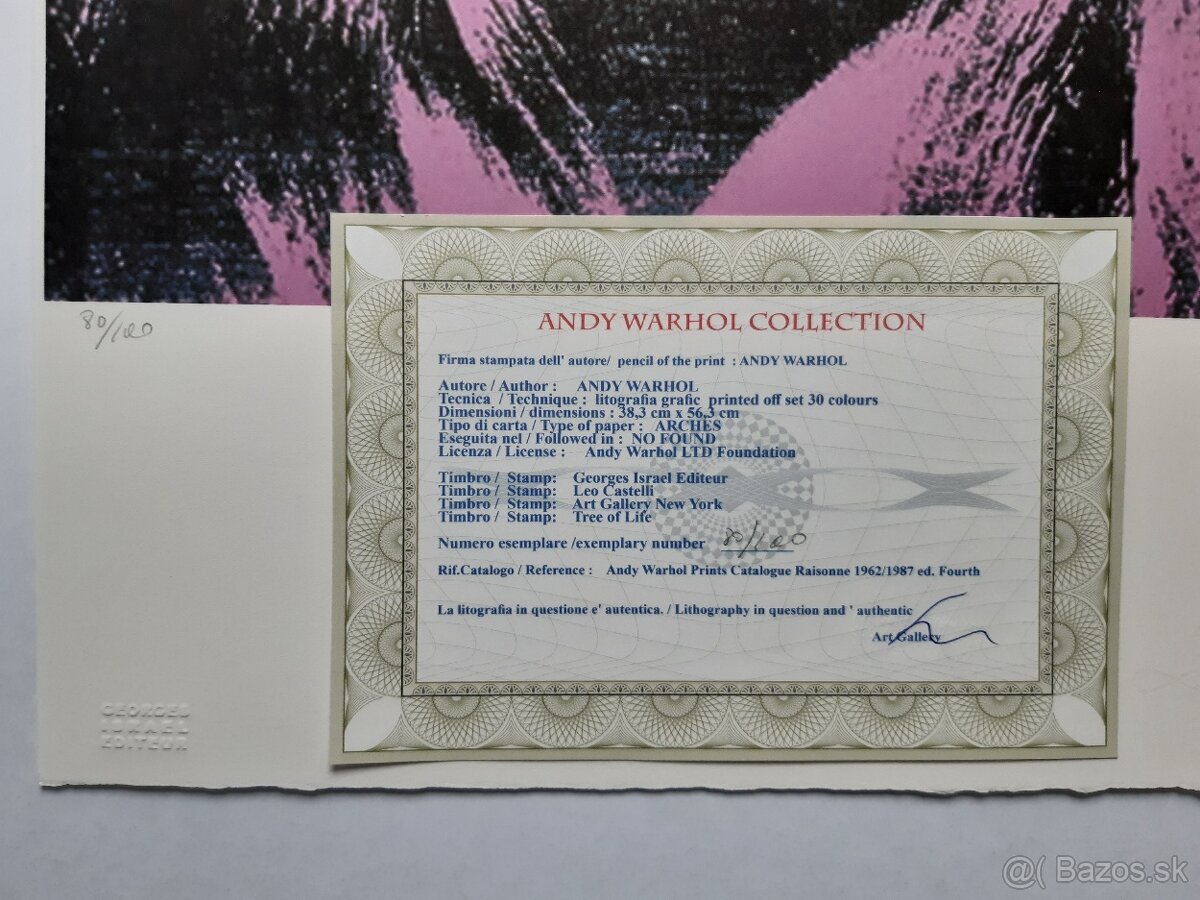 80/100
ANDY WARHOL COLLECTION
Firma stampata dell' autore/ pencil of the print : ANDY WARHOL
Autore / Author : ANDY WARHOL
Tecnica / Technique : litografia grafic printed off set 30 colours
Dimensioni / dimensions : 38,3 cm x 56,3 cm
Tipo di carta / Type of paper : ARCHES
Eseguita nel / Followed in : NO FOUND
Licenza / License : Andy Warhol LTD Foundation
Timbro / Stamp: Georges Israel Editeur
Timbro / Stamp: Leo Castelli
Timbro / Stamp: Art Gallery New York
Timbro / Stamp: Tree of Life
Numero esemplare /exemplary number 80/100
Rif.Catalogo / Reference : Andy Warhol Prints Catalogue Raisonne 1962/1987 ed. Fourth
La litografia in questione e' autentica. / Lithography in question and ' authentic
Art Gallery
GEORGES
ISRAEL
EDITEUR
@( Bazos.sk